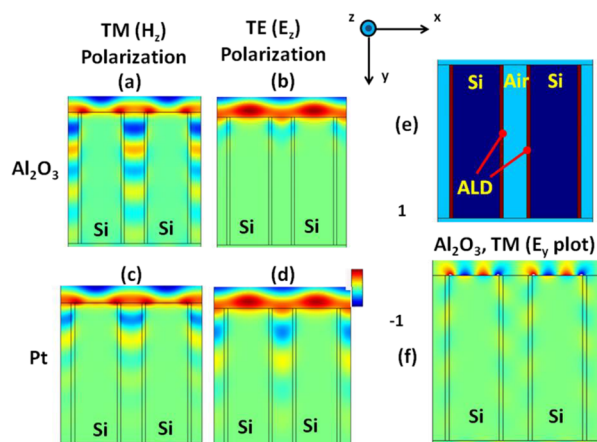 TM (Hz)
Polarization
TE (Ez)
Polarization
z
x
y
(a)
(b)
Al2O3
Si
Si
Si
Si
(c)
(d)
Pt
Si
Si
Si
Si
(e)
Si
Air
Si
ALD
1
Al2O3, TM (Ey plot)
-1
(f)
Si
Si